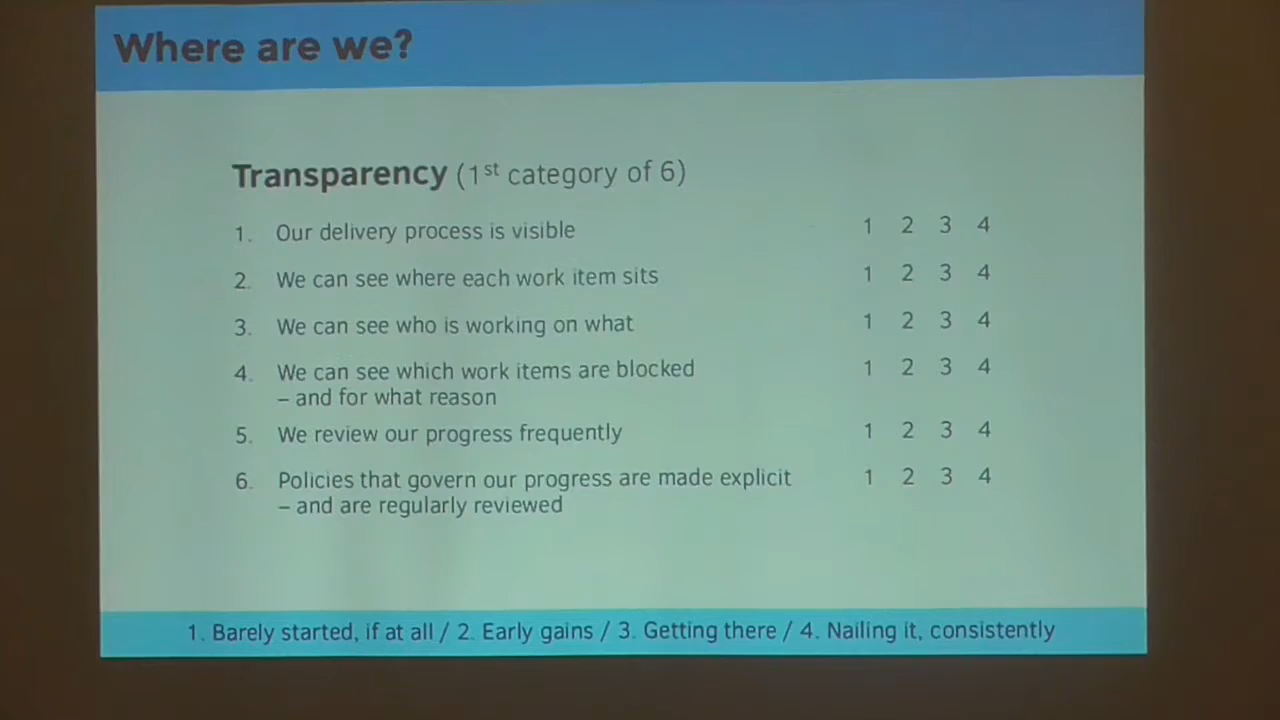 Where are we?
Transparency (1st category of 6)
1. Our delivery process is visible 1 2 3 4
2. We can see where each work item sits 1 2 3 4
3. We can see who is working on what 1 2 3 4
4. We can see which work items are blocked 1 2 3 4
– and for what reason
5. We review our progress frequently 1 2 3 4
6. Policies that govern our progress are made explicit 1 2 3 4
– and are regularly reviewed
1. Barely started, if at all / 2. Early gains / 3. Getting there / 4. Nailing it, consistently